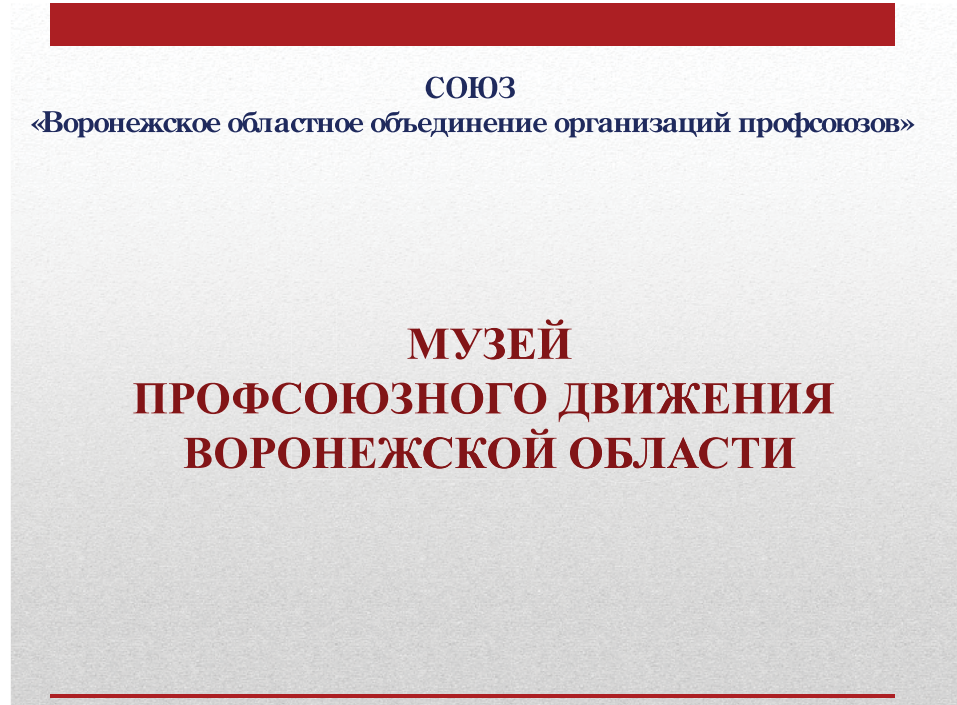 СОЮЗ
«Воронежское областное объединение организаций профсоюзов»
МУЗЕЙ
ПРОФСОЮЗНОГО ДВИЖЕНИЯ
ВОРОНЕЖСКОЙ ОБЛАСТИ